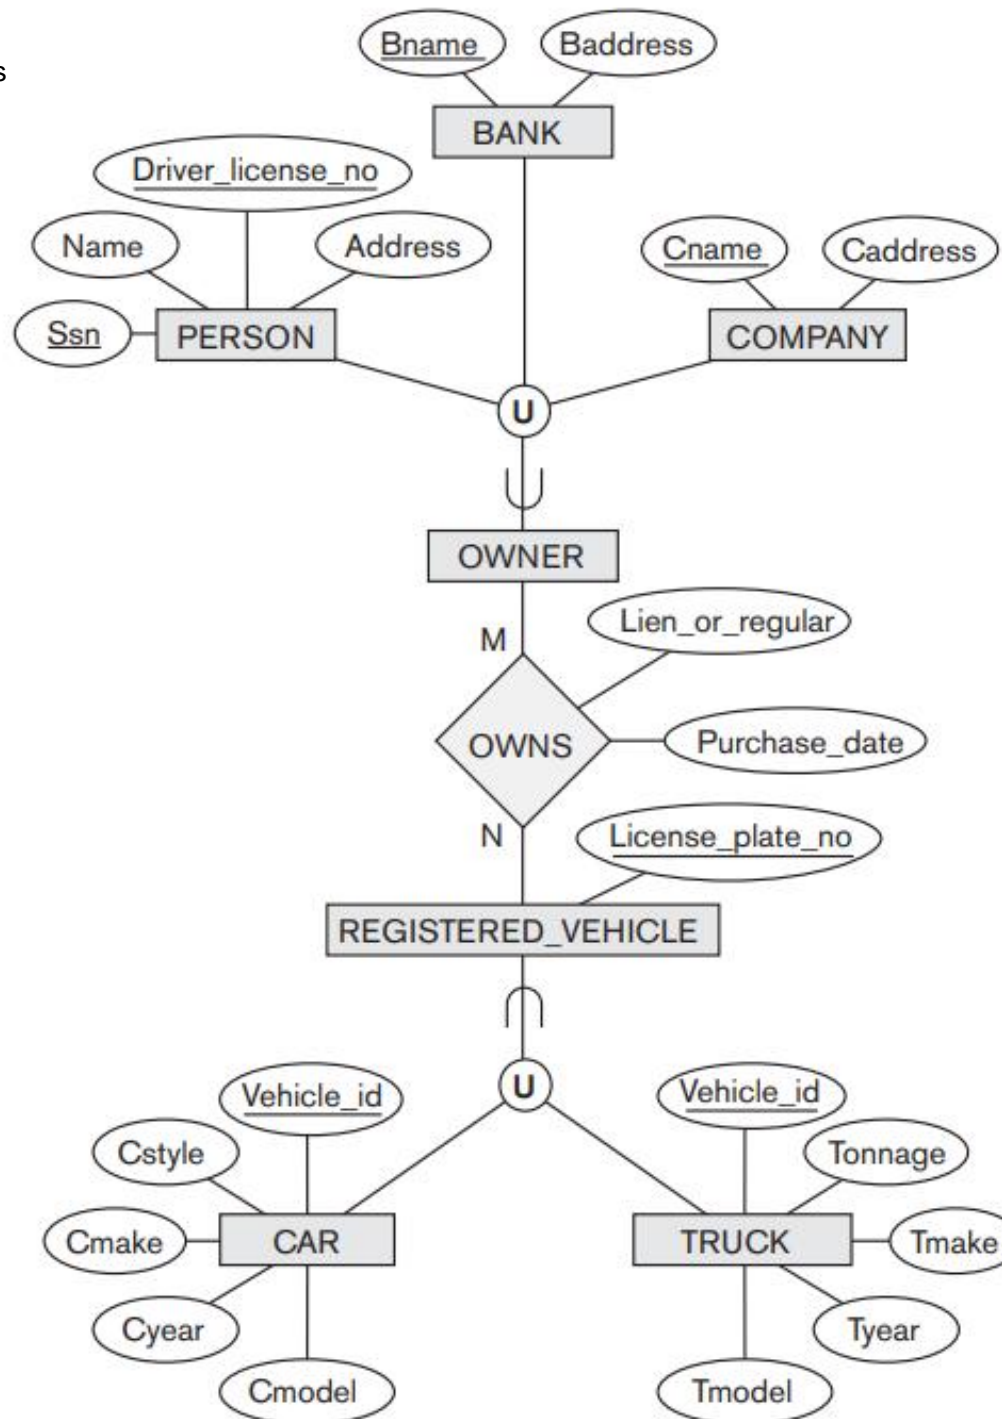 s
Bname Baddress
BANK
Driver_license_no
Name Address
Cname Caddress
Ssn PERSON COMPANY
U
OWNER
Lien_or_regular
M
OWNS Purchase_date
N License_plate_no
REGISTERED_VEHICLE
U
Vehicle_id Vehicle_id
Cstyle Tonnage
Cmake CAR TRUCK Tmake
Cyear Tyear
Cmodel Tmodel